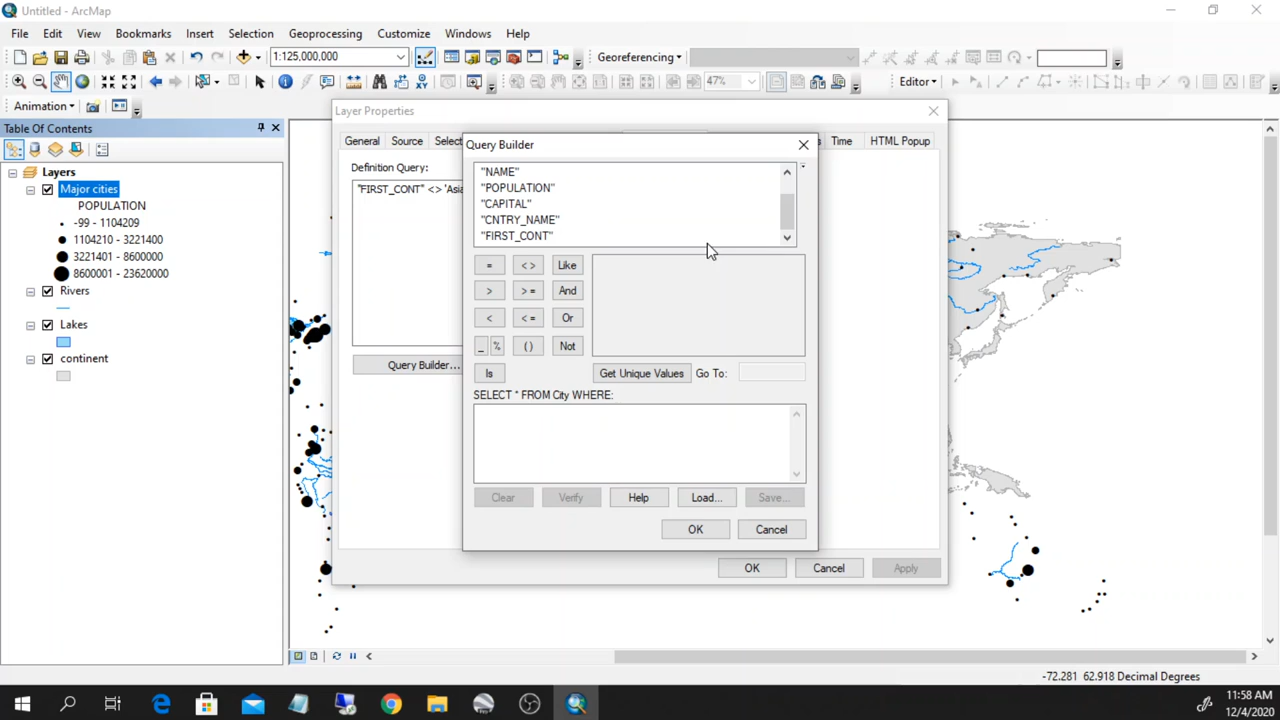 Untitled - ArcMap
File Edit View Bookmarks Insert Selection Geoprocessing Customize Windows Help
1:125,000,000 Georeferencing
47% Editor
Animation
Table Of Contents
Layers
Major cities
POPULATION
-99 - 1104209
1104210 - 3221400
3221401 - 8600000
8600001 - 23620000
Rivers
Lakes
continent
Layer Properties
General Source Select Time HTML Popup
Definition Query:
"FIRST_CONT" <> 'Asia
Query Builder...
Query Builder
"NAME"
"POPULATION"
"CAPITAL"
"CNTRY_NAME"
"FIRST_CONT"
= <> Like
> >= And
< <= Or
_ % () Not
Is Get Unique Values Go To:
SELECT * FROM City WHERE:
Clear Verify Help Load... Save...
OK Cancel
OK Cancel Apply
-72.281 62.918 Decimal Degrees
11:58 AM
12/4/2020